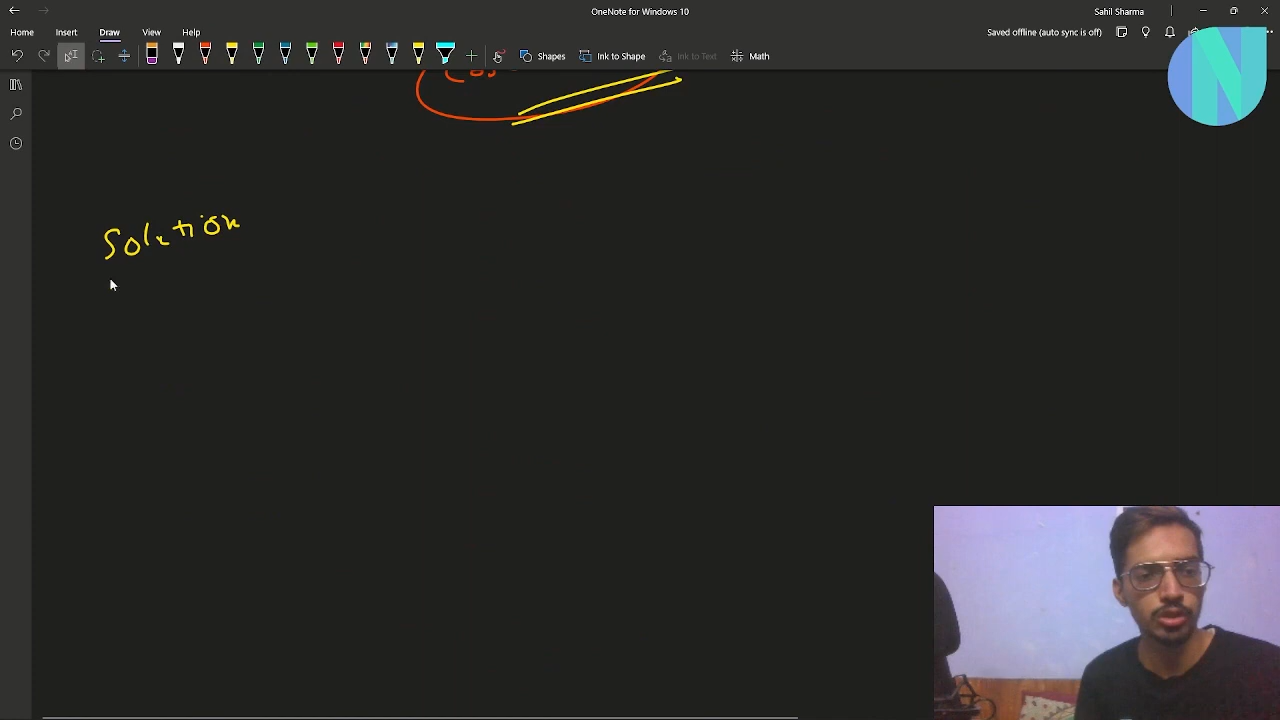 OneNote for Windows 10
Sahil Sharma
Home Insert Draw View Help
Saved offline (auto sync is off)
Shapes Ink to Shape Ink to Text Math
Solution
N